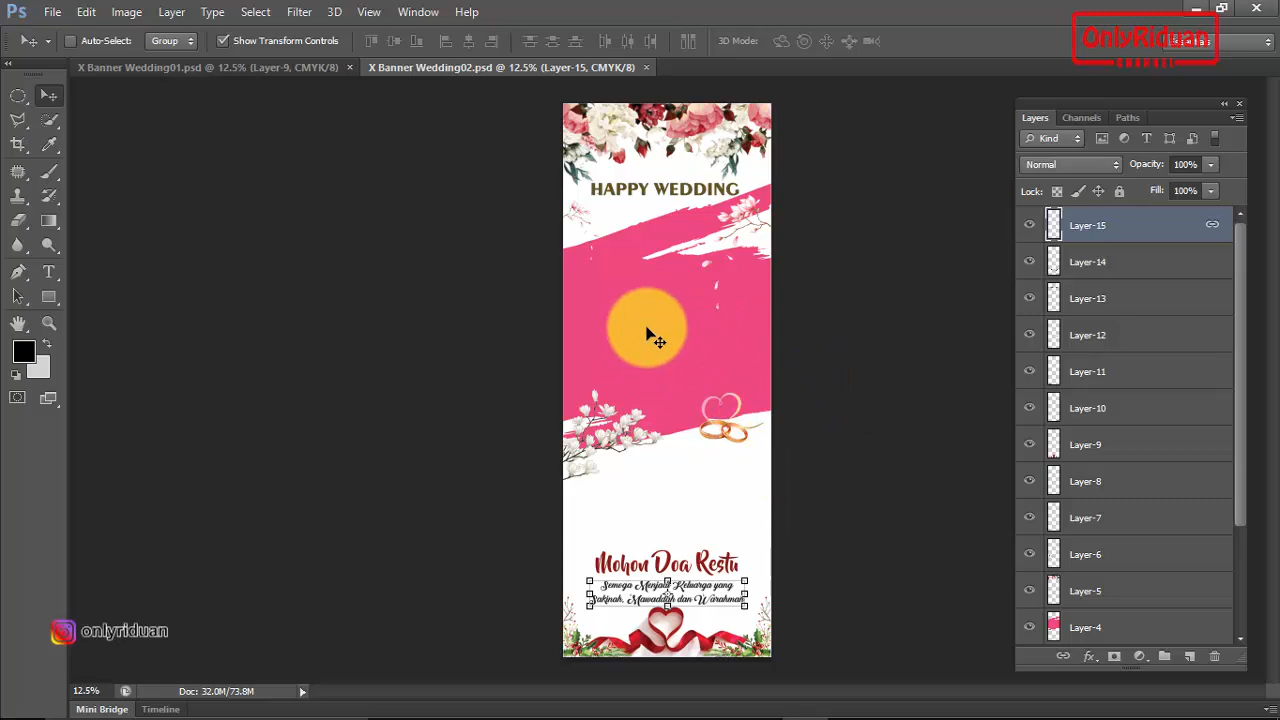 Ps File Edit Image Layer Type Select Filter 3D View Window Help
Auto-Select: Group Show Transform Controls 3D Mode:
OnlyRiduan
X Banner Wedding01.psd @ 12.5% (Layer-9, CMYK/8) × X Banner Wedding02.psd @ 12.5% (Layer-15, CMYK/8) ×
Layers Channels Paths
Kind
Normal Opacity: 100%
Lock: Fill: 100%
Layer-15
Layer-14
Layer-13
Layer-12
Layer-11
Layer-10
Layer-9
Layer-8
Layer-7
Layer-6
Layer-5
Layer-4
HAPPY WEDDING
Mohon Doa Restu
Semoga Menjadi Keluarga yang
Sakinah, Mawaddah dan Warahmah
onlyriduan
12.5% Doc: 32.0M/73.8M
Mini Bridge Timeline